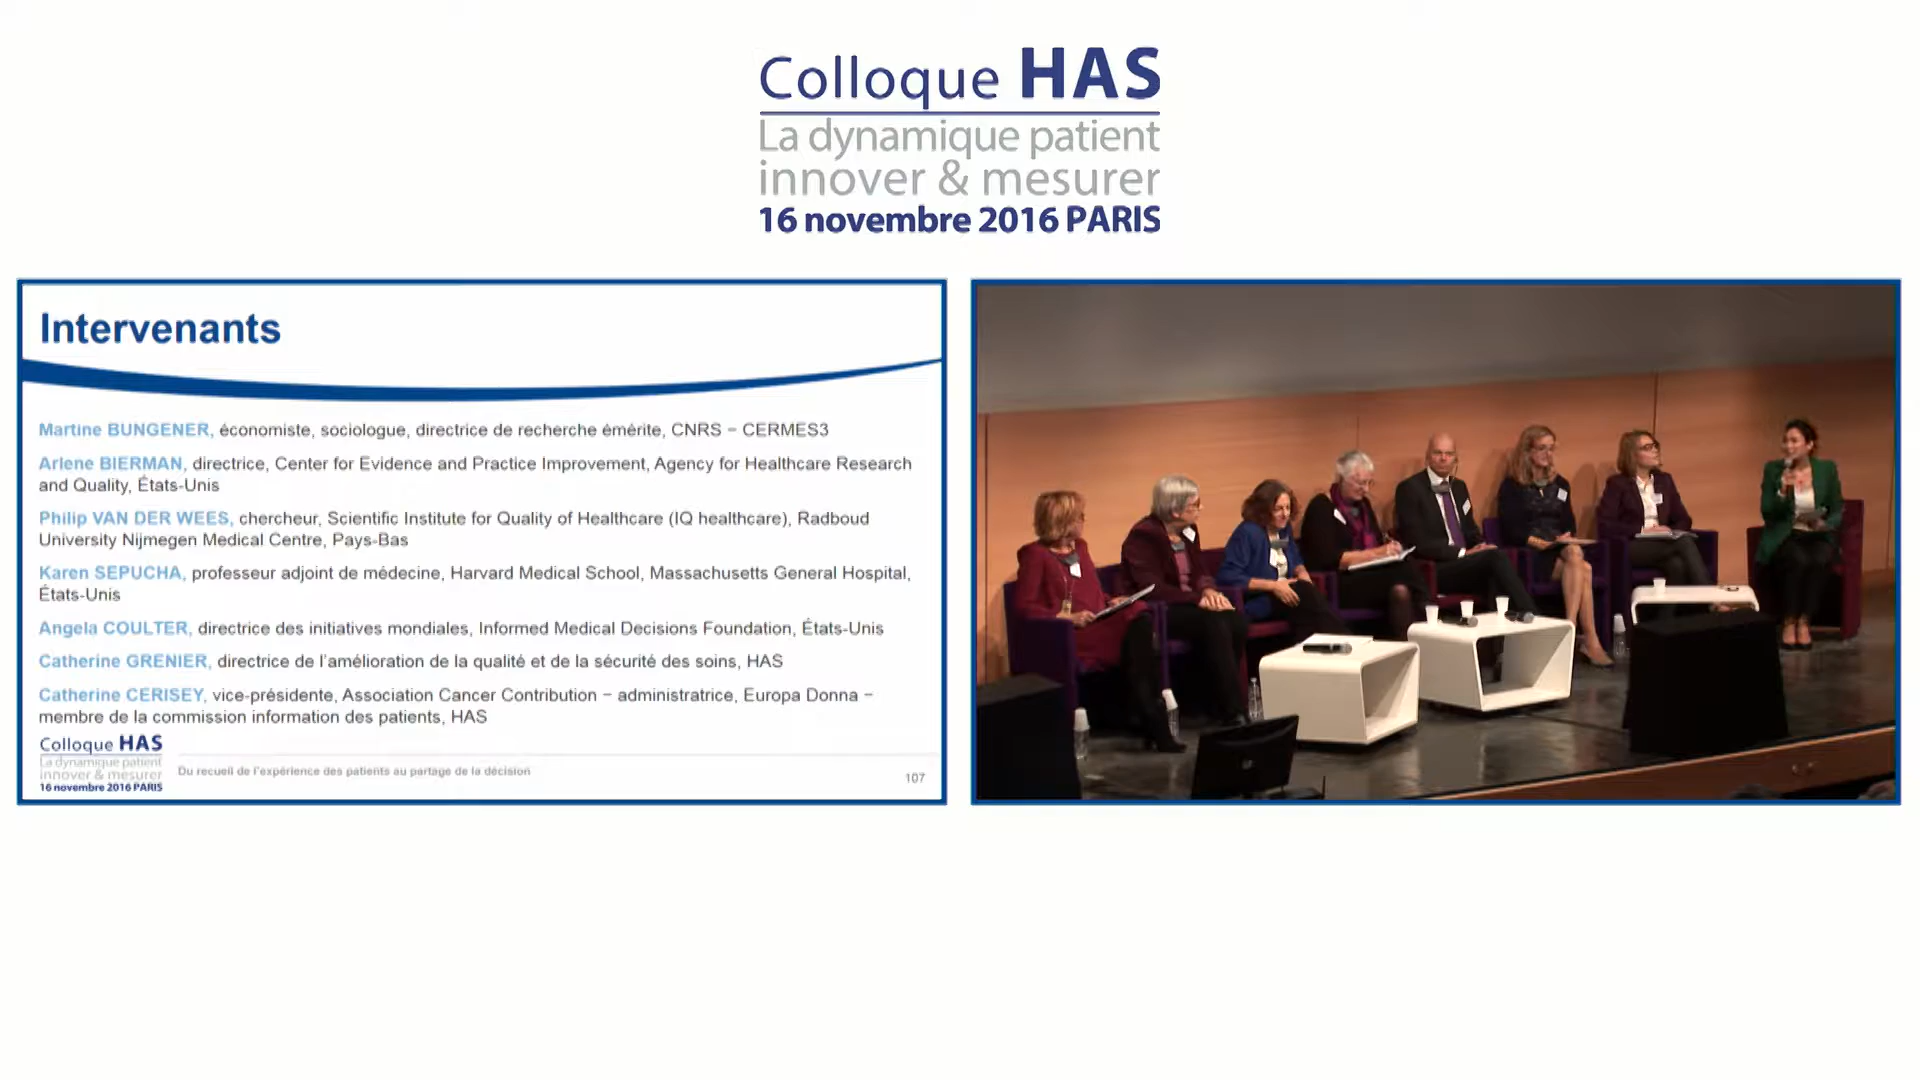 Colloque HAS
La dynamique patient
innover & mesurer
16 novembre 2016 PARIS
Intervenants
Martine BUNGENER, économiste, sociologue, directrice de recherche émérite, CNRS – CERMES3
Arlene BIERMAN, directrice, Center for Evidence and Practice Improvement, Agency for Healthcare Research
and Quality, États-Unis
Philip VAN DER WEES, chercheur, Scientific Institute for Quality of Healthcare (IQ healthcare), Radboud
University Nijmegen Medical Centre, Pays-Bas
Karen SEPUCHA, professeur adjoint de médecine, Harvard Medical School, Massachusetts General Hospital,
États-Unis
Angela COULTER, directrice des initiatives mondiales, Informed Medical Decisions Foundation, États-Unis
Catherine GRENIER, directrice de l'amélioration de la qualité et de la sécurité des soins, HAS
Catherine CERISEY, vice-présidente, Association Cancer Contribution – administratrice, Europa Donna –
membre de la commission information des patients, HAS
Colloque HAS
La dynamique patient
innover & mesurer
16 novembre 2016 PARIS
Du recueil de l'expérience des patients au partage de la décision
107